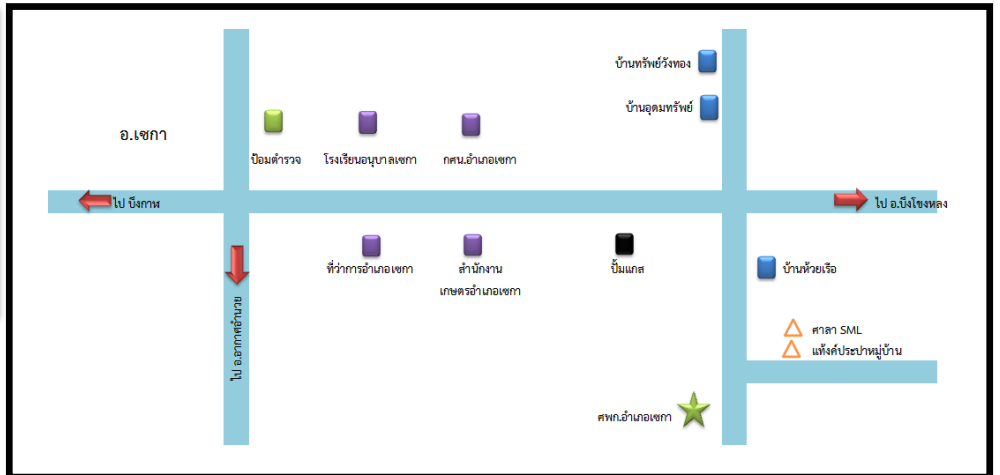 บ้านทรัพย์วังทอง
บ้านอุดมทรัพย์
อ.เซกา
ป้อมตำรวจ
โรงเรียนอนุบาลเซกา
กศน.อำเภอเซกา
ไป บึงกาฬ
ไป อ.บึงโขงหลง
ที่ว่าการอำเภอเซกา
สำนักงาน
เกษตรอำเภอเซกา
ปั้มแกส
บ้านห้วยเรือ
ไป อ.อากาศอำนวย
ศาลา SML
แท้งค์ประปาหมู่บ้าน
ศพก.อำเภอเซกา